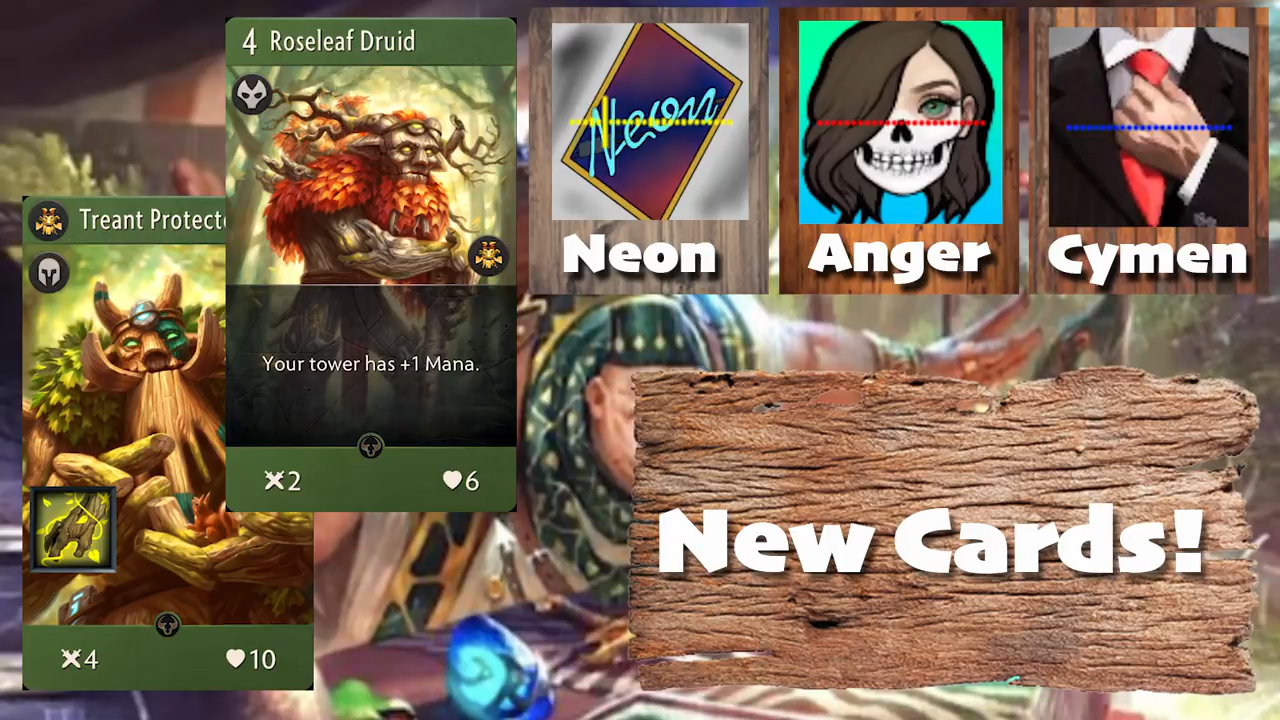 4 Roseleaf Druid
Your tower has +1 Mana.
2
6
Treant Protect
4
10
Neon
Neon
Anger
Cymen
New Cards!